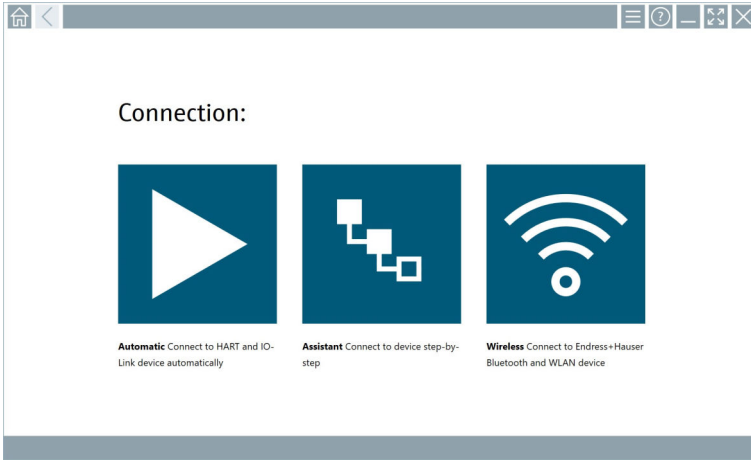 ?
Connection:
Automatic Connect to HART and IO-
Link device automatically
Assistant Connect to device step-by-
step
Wireless Connect to Endress+Hauser
Bluetooth and WLAN device